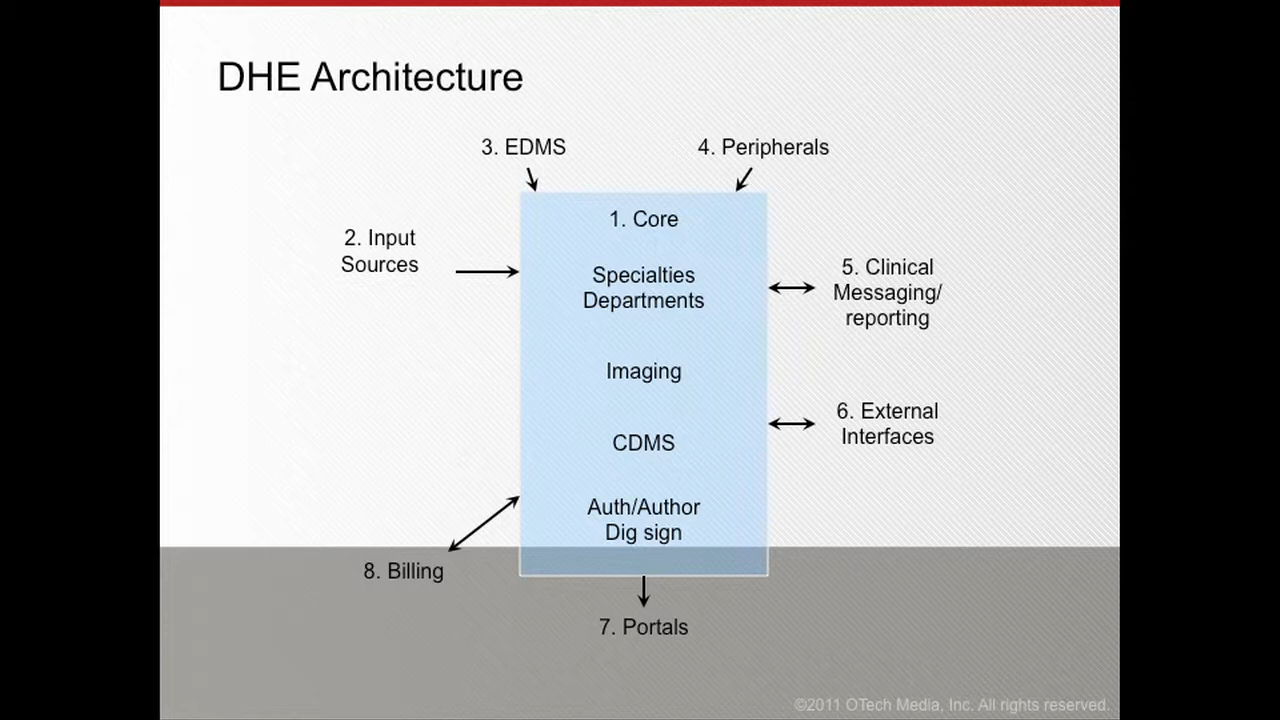 DHE Architecture
3. EDMS
4. Peripherals
1. Core
2. Input
Sources
Specialties
Departments
5. Clinical
Messaging/
reporting
Imaging
6. External
Interfaces
CDMS
Auth/Author
Dig sign
8. Billing
7. Portals
©2011 OTech Media, Inc. All rights reserved.